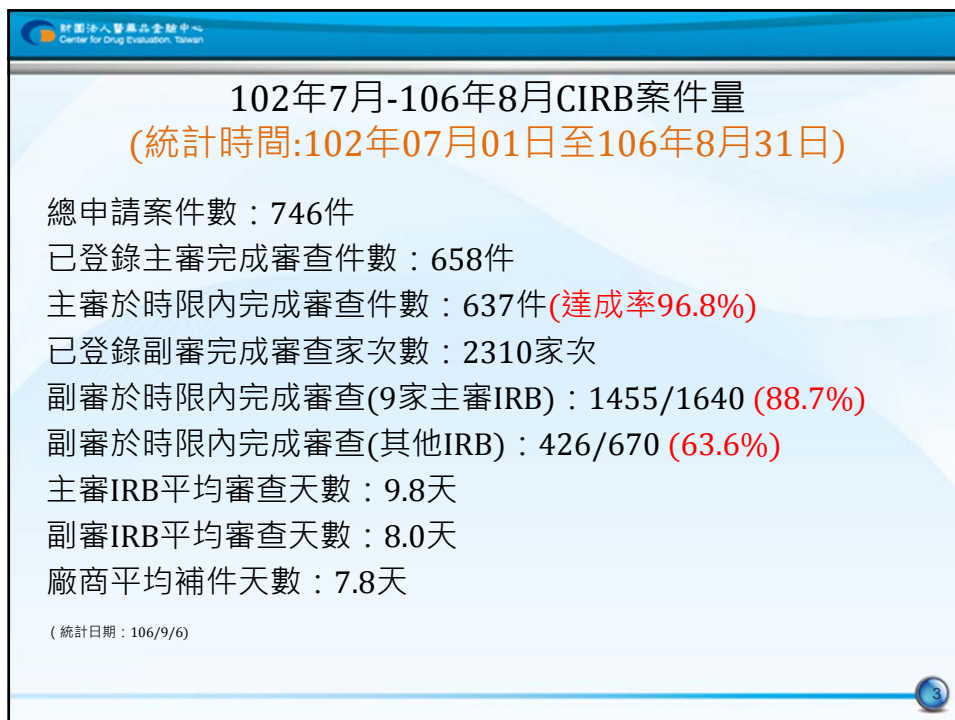 財團法人醫藥品查驗中心
Center for Drug Evaluation, Taiwan
102年7月-106年8月CIRB案件量
(統計時間:102年07月01日至106年8月31日)
總申請案件數：746件
已登錄主審完成審查件數：658件
主審於時限內完成審查件數：637件(達成率96.8%)
已登錄副審完成審查家次數：2310家次
副審於時限內完成審查(9家主審IRB)：1455/1640 (88.7%)
副審於時限內完成審查(其他IRB)：426/670 (63.6%)
主審IRB平均審查天數：9.8天
副審IRB平均審查天數：8.0天
廠商平均補件天數：7.8天
(統計日期：106/9/6)
3